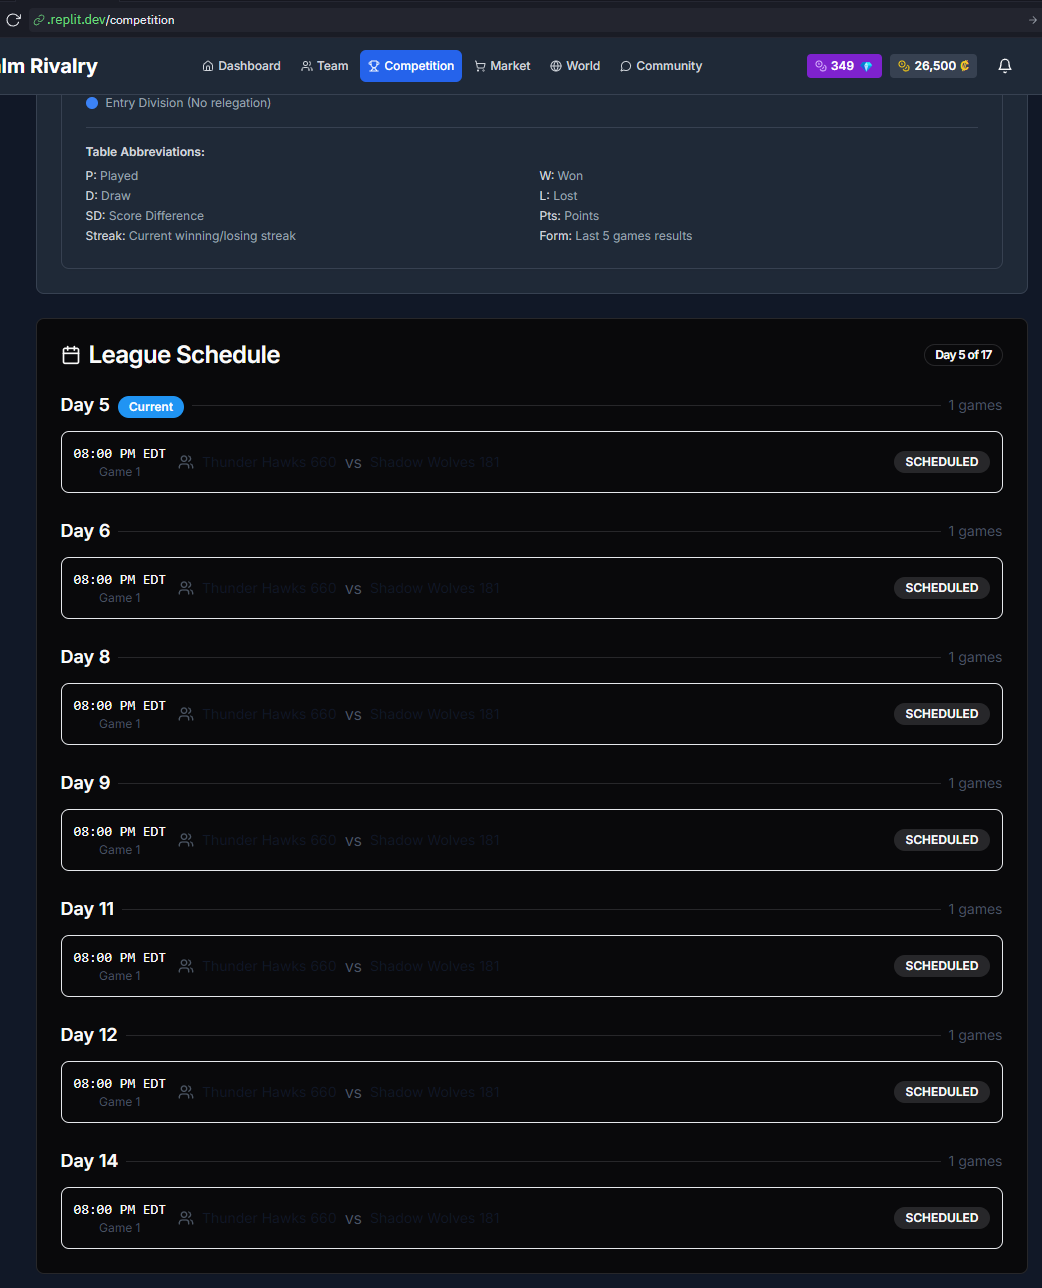 .replit.dev/competition
lm Rivalry
Dashboard Team Competition Market World Community 349 26,500 ₡
Entry Division (No relegation)
Table Abbreviations:
P: Played W: Won
D: Draw L: Lost
SD: Score Difference Pts: Points
Streak: Current winning/losing streak Form: Last 5 games results
League Schedule Day 5 of 17
Day 5 Current 1 games
08:00 PM EDT Thunder Hawks 660 vs Shadow Wolves 181 SCHEDULED
Game 1
Day 6 1 games
08:00 PM EDT Thunder Hawks 660 vs Shadow Wolves 181 SCHEDULED
Game 1
Day 8 1 games
08:00 PM EDT Thunder Hawks 660 vs Shadow Wolves 181 SCHEDULED
Game 1
Day 9 1 games
08:00 PM EDT Thunder Hawks 660 vs Shadow Wolves 181 SCHEDULED
Game 1
Day 11 1 games
08:00 PM EDT Thunder Hawks 660 vs Shadow Wolves 181 SCHEDULED
Game 1
Day 12 1 games
08:00 PM EDT Thunder Hawks 660 vs Shadow Wolves 181 SCHEDULED
Game 1
Day 14 1 games
08:00 PM EDT Thunder Hawks 660 vs Shadow Wolves 181 SCHEDULED
Game 1